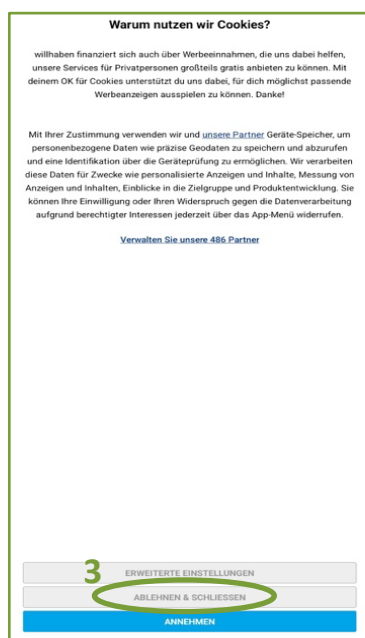 Warum nutzen wir Cookies?
willhaben finanziert sich auch über Werbeeinnahmen, die uns dabei helfen,
unsere Services für Privatpersonen großteils gratis anbieten zu können. Mit
deinem OK für Cookies unterstützt du uns dabei, für dich möglichst passende
Werbeanzeigen ausspielen zu können. Danke!
Mit Ihrer Zustimmung verwenden wir und unsere Partner Geräte-Speicher, um
personenbezogene Daten wie präzise Geodaten zu speichern und abzurufen
und eine Identifikation über die Geräteprüfung zu ermöglichen. Wir verarbeiten
diese Daten für Zwecke wie personalisierte Anzeigen und Inhalte, Messung von
Anzeigen und Inhalten, Einblicke in die Zielgruppe und Produktentwicklung. Sie
können Ihre Einwilligung oder Ihren Widerspruch gegen die Datenverarbeitung
aufgrund berechtigter Interessen jederzeit über das App-Menü widerrufen.
Verwalten Sie unsere 486 Partner
ERWEITERTE EINSTELLUNGEN
3
ABLEHNEN & SCHLIESSEN
ANNEHMEN